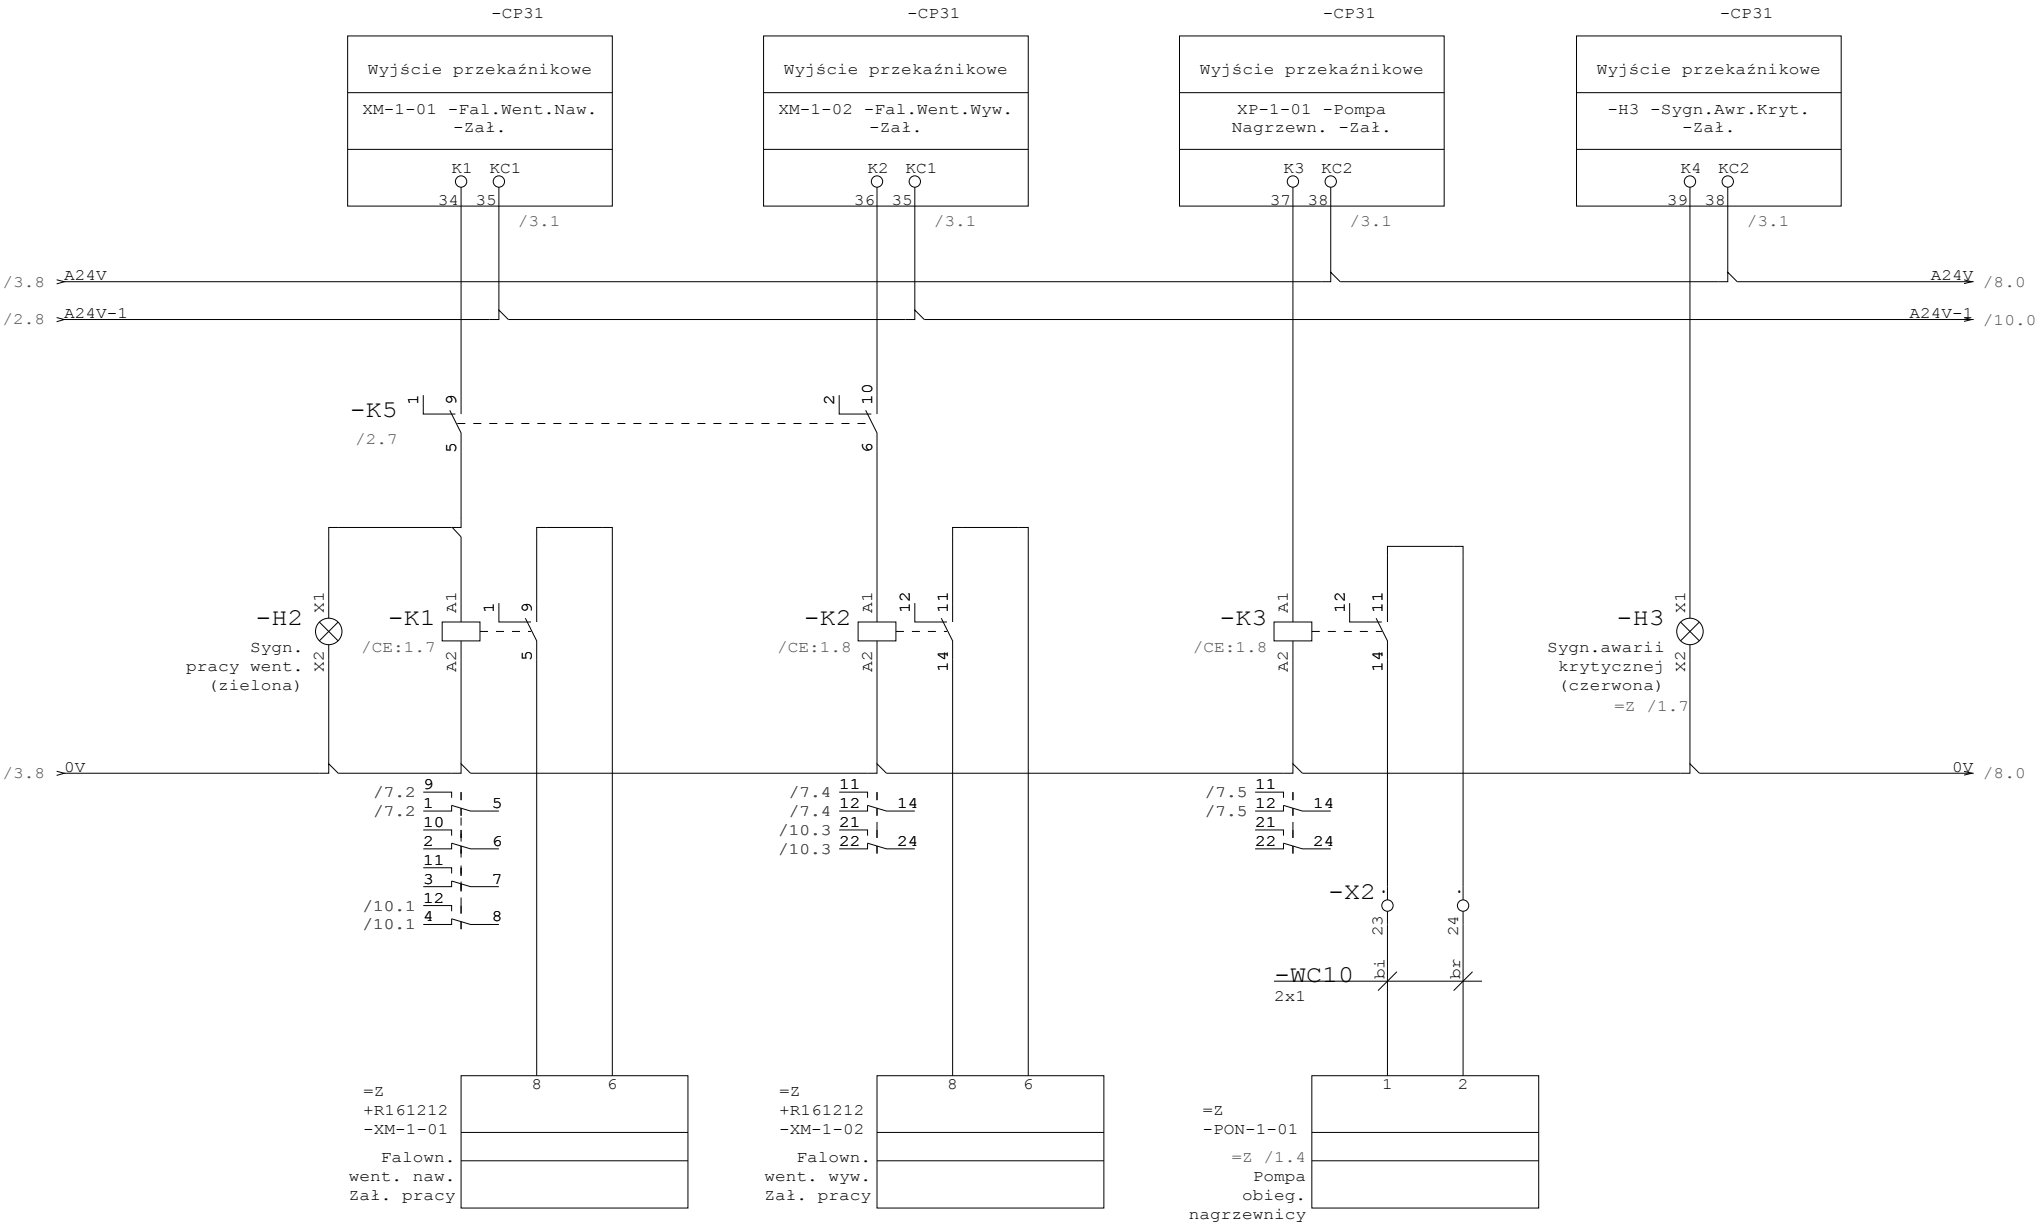 -CP31
-CP31
-CP31
-CP31
Wyjście przekaźnikowe
Wyjście przekaźnikowe
Wyjście przekaźnikowe
Wyjście przekaźnikowe
XM-1-01 -Fal.Went.Naw.
-Zał.
XM-1-02 -Fal.Went.Wyw.
-Zał.
XP-1-01 -Pompa
Nagrzewn. -Zał.
-H3 -Sygn.Awr.Kryt.
-Zał.
K1 KC1
K2 KC1
K3 KC2
K4 KC2
34 35
36 35
37 38
39 38
/3.1
/3.1
/3.1
/3.1
/3.8 A24V
A24V /8.0
/2.8 A24V-1
A24V-1 /10.0
-K5
/2.7
1 9
5
2 10
6
-H2
Sygn.
pracy went.
(zielona)
X1
X2
-K1
/CE:1.7
A1
A2
1 9
5
-K2
/CE:1.8
A1
A2
12 11
14
-K3
/CE:1.8
A1
A2
12 11
14
-H3
Sygn.awarii
krytycznej
(czerwona)
=Z /1.7
X1
X2
/3.8 0V
0V /8.0
/7.2 9
/7.2 1 5
10
2 6
11
3 7
/10.1 12
/10.1 4 8
/7.4 11
/7.4 12 14
/10.3 21
/10.3 22 24
/7.5 11
/7.5 12 14
21
22 24
-X2
23
24
-WC10
2x1
bi
br
8 6
=Z
+R161212
-XM-1-01
Falown.
went. naw.
Zał. pracy
8 6
=Z
+R161212
-XM-1-02
Falown.
went. wyw.
Zał. pracy
1 2
=Z
-PON-1-01
=Z /1.4
Pompa
obieg.
nagrzewnicy